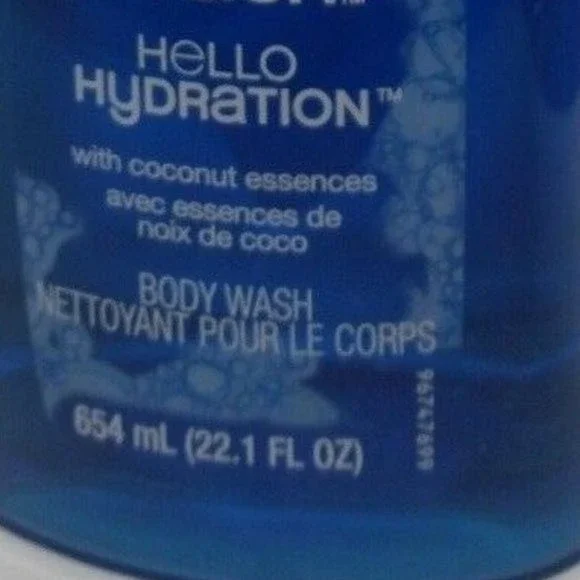 HeLLO
HyDRaTION™
with coconut essences
avec essences de
noix de coco
BODY WASH
NETTOYANT POUR LE CORPS
654 mL (22.1 FL OZ)